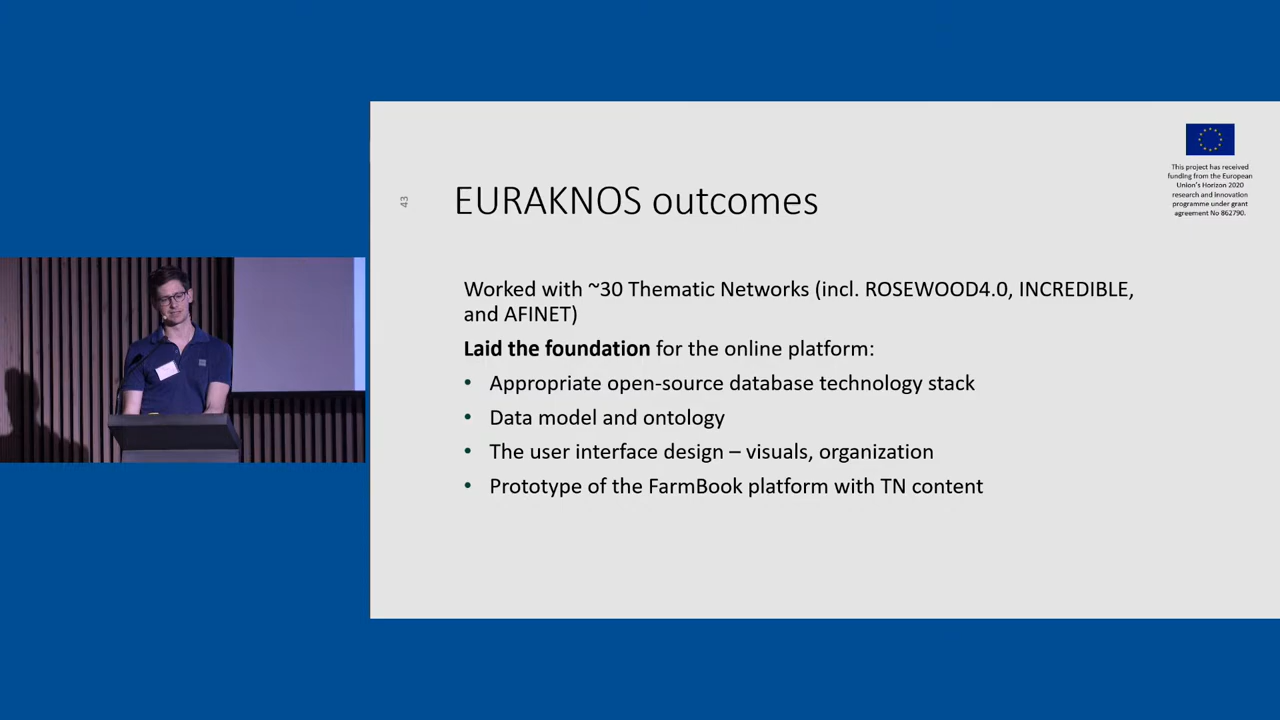 43
EURAKNOS outcomes
This project has received
funding from the European
Union's Horizon 2020
research and innovation
programme under grant
agreement No 862790.
Worked with ~30 Thematic Networks (incl. ROSEWOOD4.0, INCREDIBLE,
and AFINET)
Laid the foundation for the online platform:
• Appropriate open-source database technology stack
• Data model and ontology
• The user interface design – visuals, organization
• Prototype of the FarmBook platform with TN content